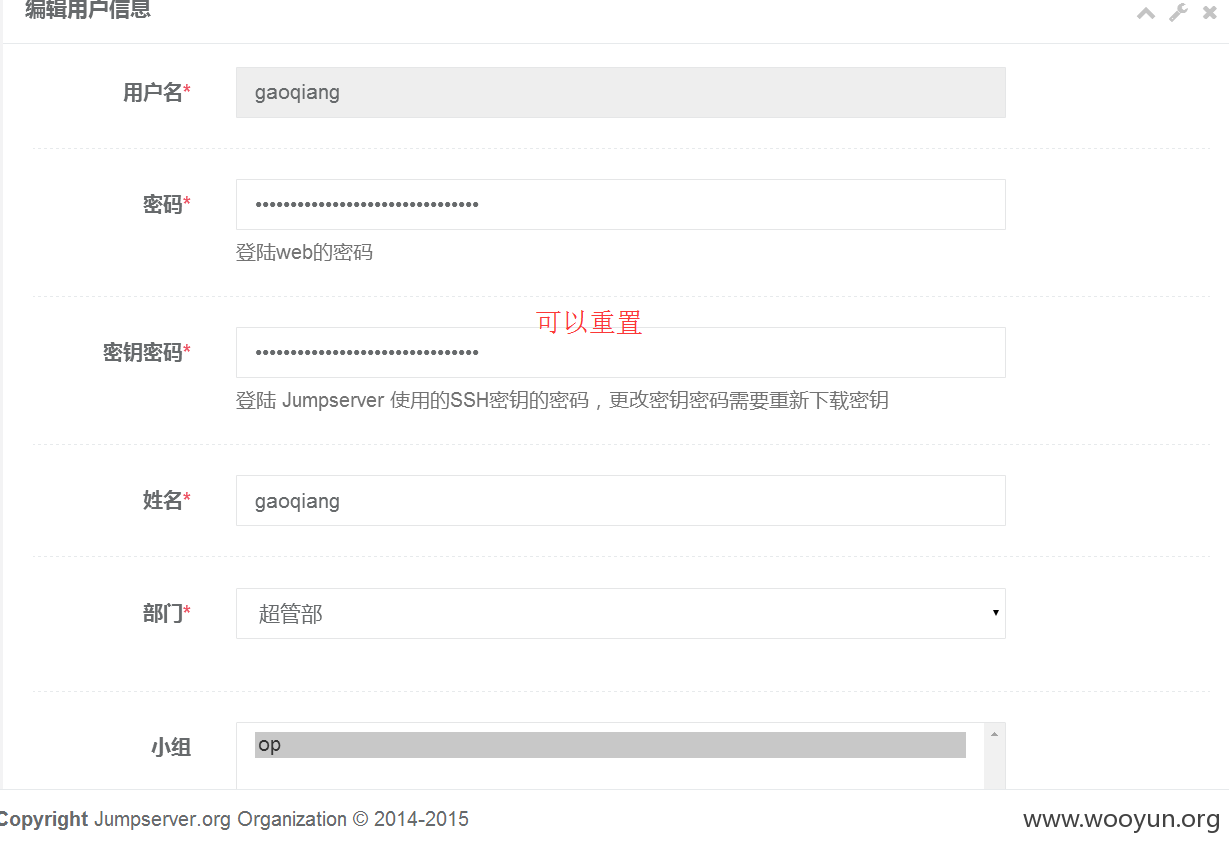 编辑用户信息
用户名* gaoqiang
密码* ••••••••••••••••••••••••••••••••
登陆web的密码
可以重置
密钥密码* ••••••••••••••••••••••••••••••••
登陆 Jumpserver 使用的SSH密钥的密码，更改密钥密码需要重新下载密钥
姓名* gaoqiang
部门* 超管部
小组 op
Copyright Jumpserver.org Organization © 2014-2015
www.wooyun.org